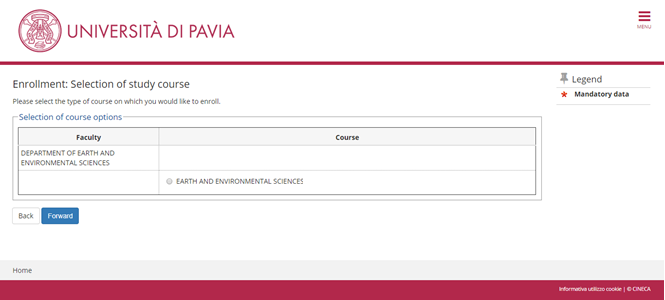 UNIVERSITÀ DI PAVIA
MENU
Enrollment: Selection of study course
Please select the type of course on which you would like to enroll.
Legend
* Mandatory data
Selection of course options
Faculty Course
DEPARTMENT OF EARTH AND
ENVIRONMENTAL SCIENCES
EARTH AND ENVIRONMENTAL SCIENCES
Back Forward
Home
Informativa utilizzo cookie | © CINECA